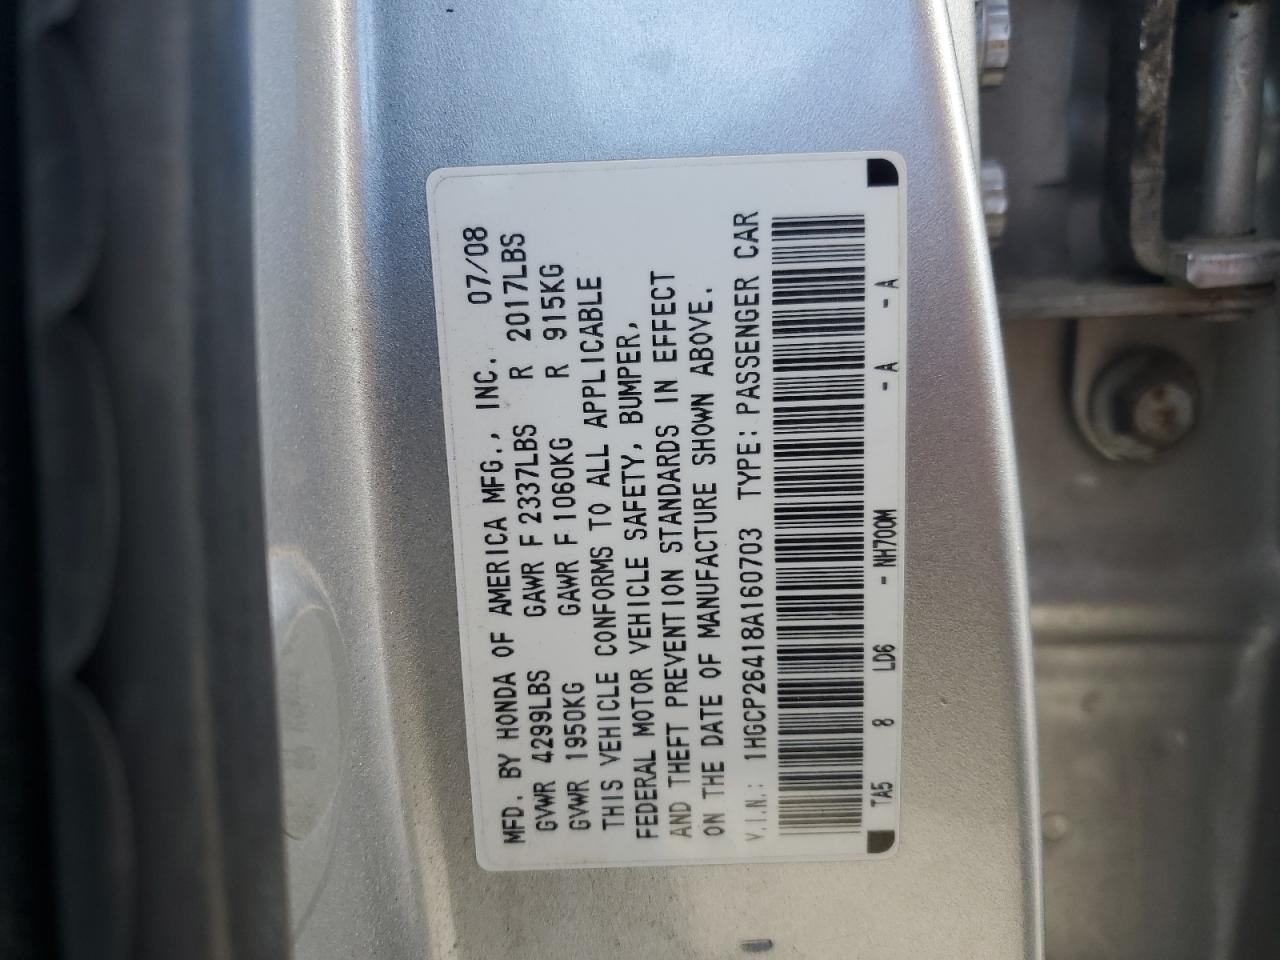 MFD. BY HONDA OF AMERICA MFG., INC. 07/08
GVWR 4299LBS GAWR F 2337LBS R 2017LBS
GVWR 1950KG GAWR F 1060KG R 915KG
THIS VEHICLE CONFORMS TO ALL APPLICABLE
FEDERAL MOTOR VEHICLE SAFETY, BUMPER,
AND THEFT PREVENTION STANDARDS IN EFFECT
ON THE DATE OF MANUFACTURE SHOWN ABOVE.
V.I.N.: 1HGCP26418A160703 TYPE: PASSENGER CAR
TA5 8 LD6 - NH700M - A - A